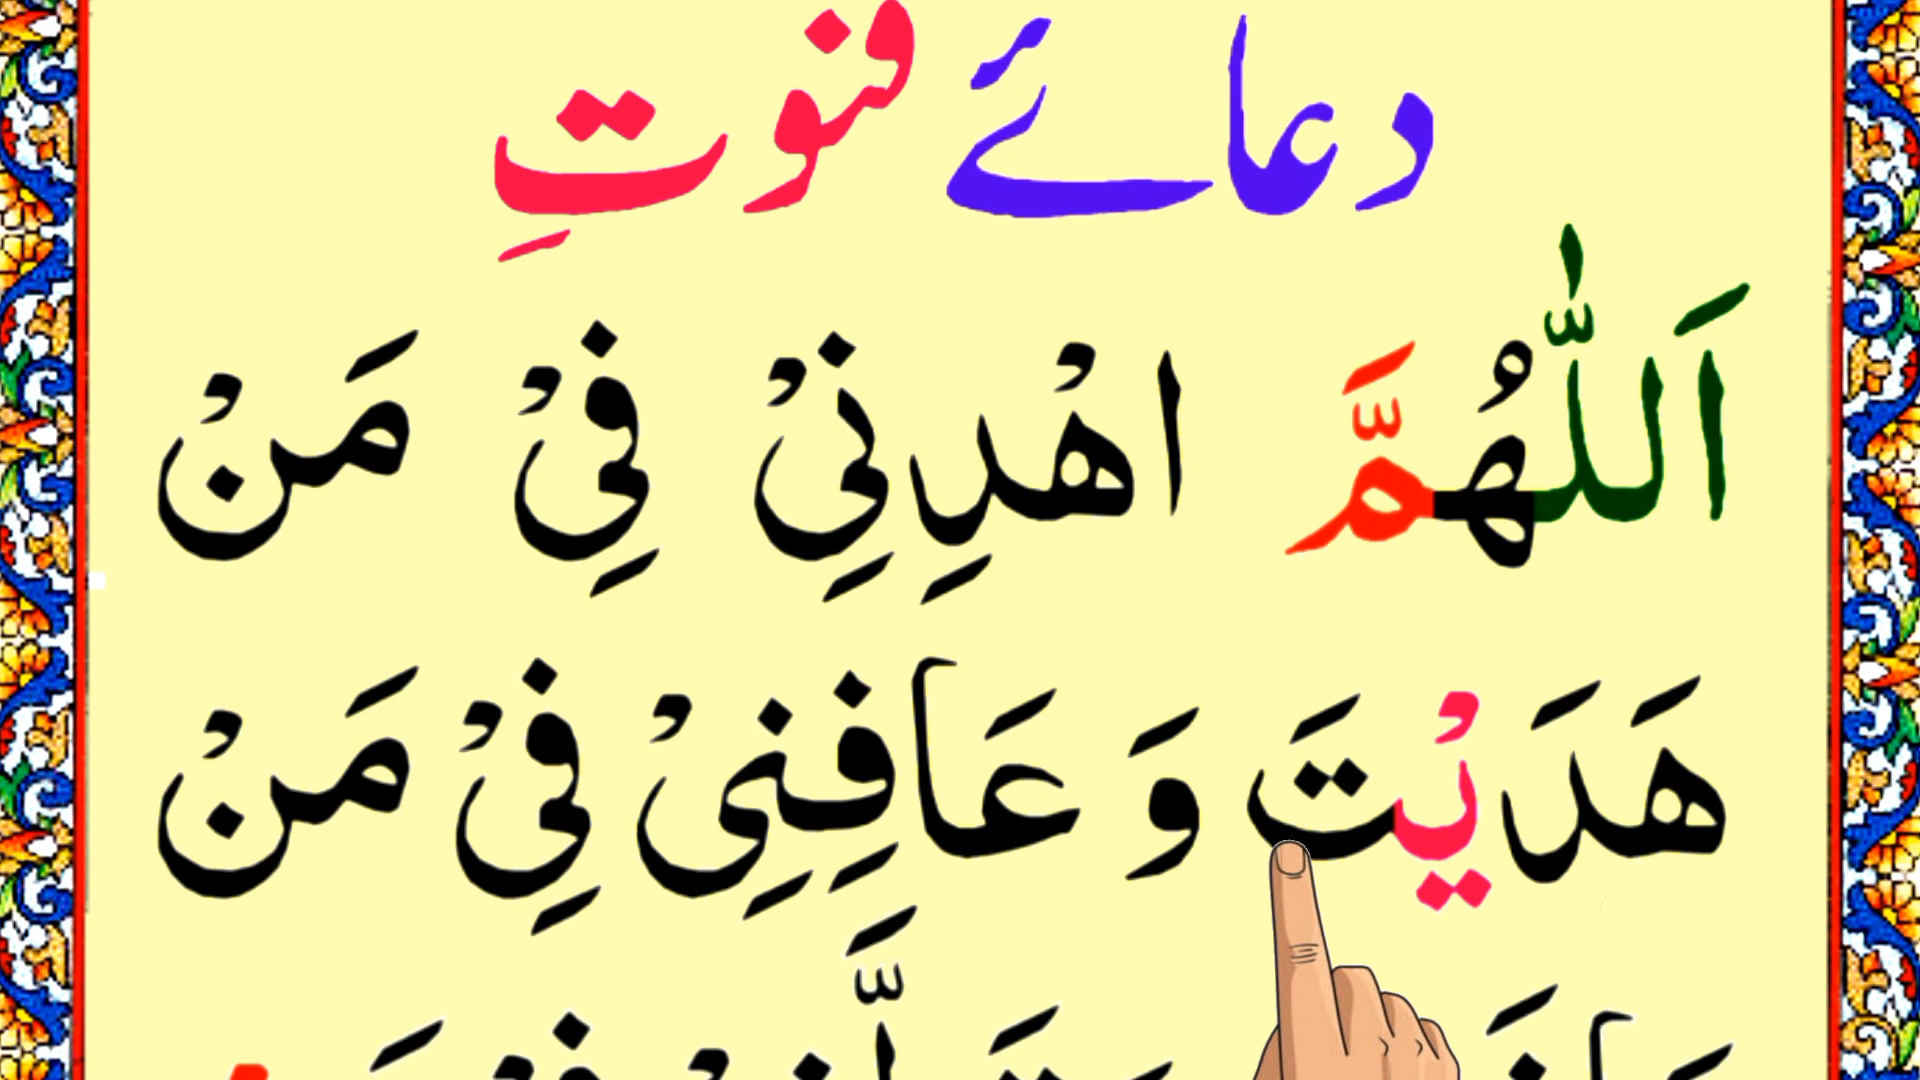 دعائے قنوتِ
اَللّٰهُمَّ اهْدِنِیْ فِیْ مَنْ
هَدَیْتَ وَ عَافِنِیْ فِیْ مَنْ